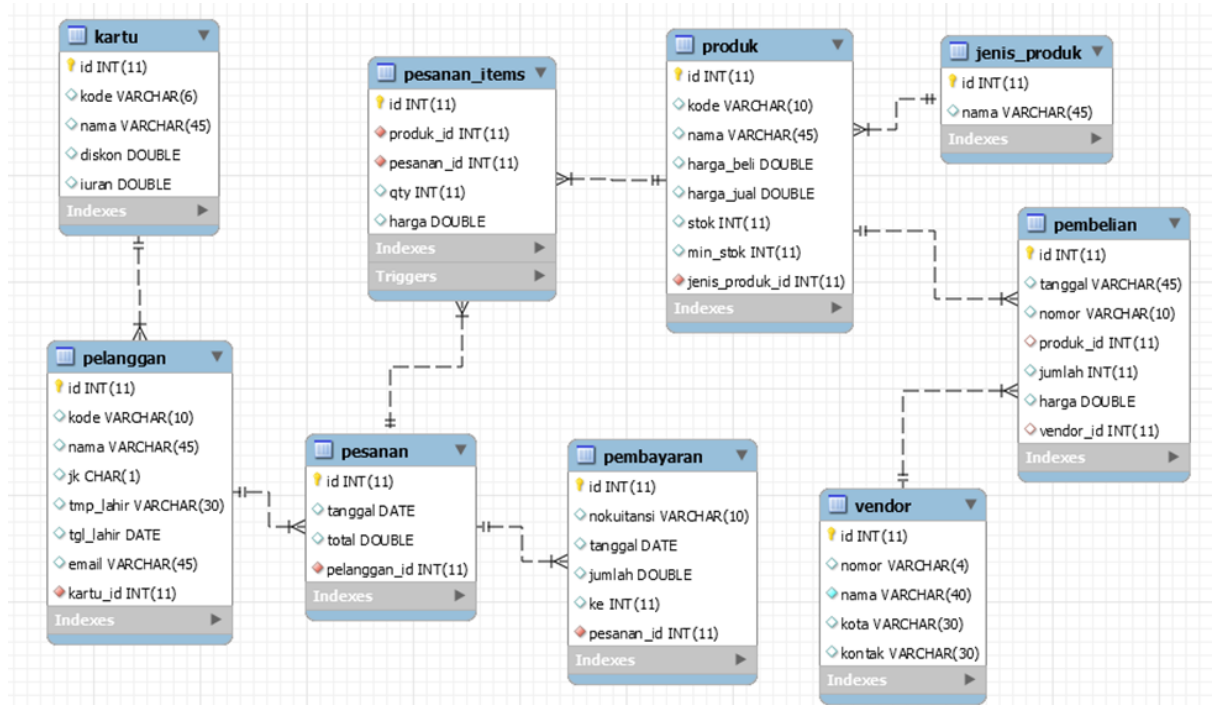 kartu
id INT(11)
kode VARCHAR(6)
nama VARCHAR(45)
diskon DOUBLE
iuran DOUBLE
Indexes
pesanan_items
id INT(11)
produk_id INT(11)
pesanan_id INT(11)
qty INT(11)
harga DOUBLE
Indexes
Triggers
produk
id INT(11)
kode VARCHAR(10)
nama VARCHAR(45)
harga_beli DOUBLE
harga_jual DOUBLE
stok INT(11)
min_stok INT(11)
jenis_produk_id INT(11)
Indexes
jenis_produk
id INT(11)
nama VARCHAR(45)
Indexes
pembelian
id INT(11)
tanggal VARCHAR(45)
nomor VARCHAR(10)
produk_id INT(11)
jumlah INT(11)
harga DOUBLE
vendor_id INT(11)
Indexes
pelanggan
id INT(11)
kode VARCHAR(10)
nama VARCHAR(45)
jk CHAR(1)
tmp_lahir VARCHAR(30)
tgl_lahir DATE
email VARCHAR(45)
kartu_id INT(11)
Indexes
pesanan
id INT(11)
tanggal DATE
total DOUBLE
pelanggan_id INT(11)
Indexes
pembayaran
id INT(11)
nokuitansi VARCHAR(10)
tanggal DATE
jumlah DOUBLE
ke INT(11)
pesanan_id INT(11)
Indexes
vendor
id INT(11)
nomor VARCHAR(4)
nama VARCHAR(40)
kota VARCHAR(30)
kontak VARCHAR(30)
Indexes